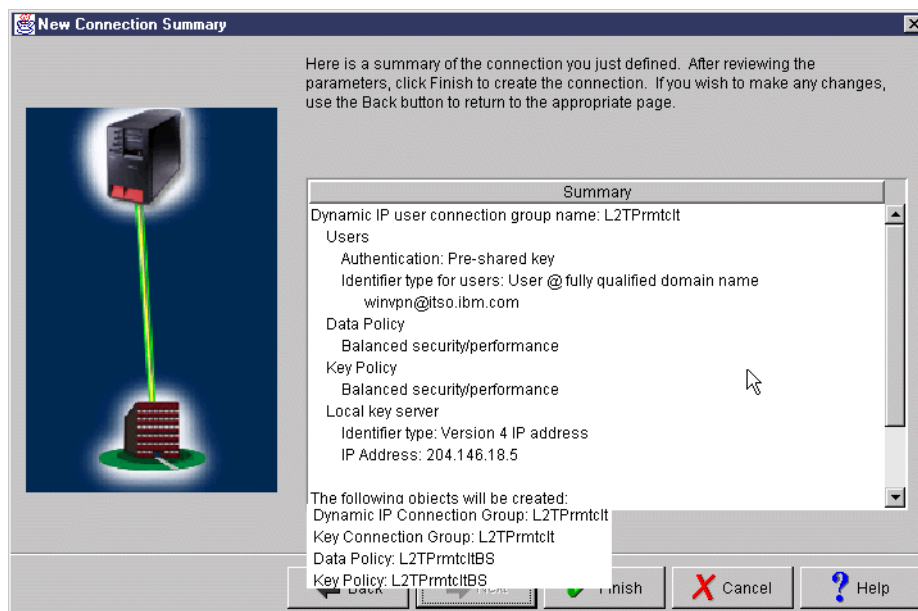 New Connection Summary
Here is a summary of the connection you just defined. After reviewing the
parameters, click Finish to create the connection. If you wish to make any changes,
use the Back button to return to the appropriate page.
Summary
Dynamic IP user connection group name: L2TPrmtclt
Users
Authentication: Pre-shared key
Identifier type for users: User @ fully qualified domain name
winvpn@itso.ibm.com
Data Policy
Balanced security/performance
Key Policy
Balanced security/performance
Local key server
Identifier type: Version 4 IP address
IP Address: 204.146.18.5
The following objects will be created:
Dynamic IP Connection Group: L2TPrmtclt
Key Connection Group: L2TPrmtclt
Data Policy: L2TPrmtcltBS
Key Policy: L2TPrmtcltBS
Back Next Finish Cancel Help